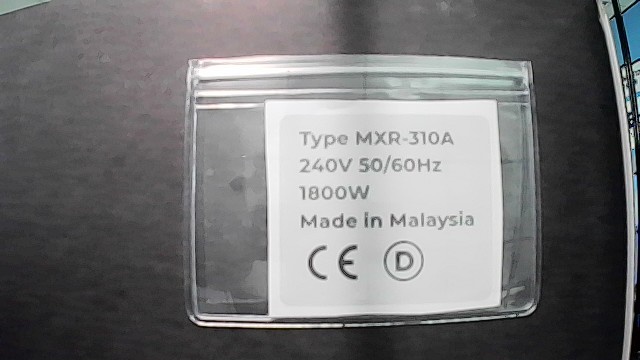 Type MXR-310A
240V 50/60Hz
1800W
Made in Malaysia
CE D